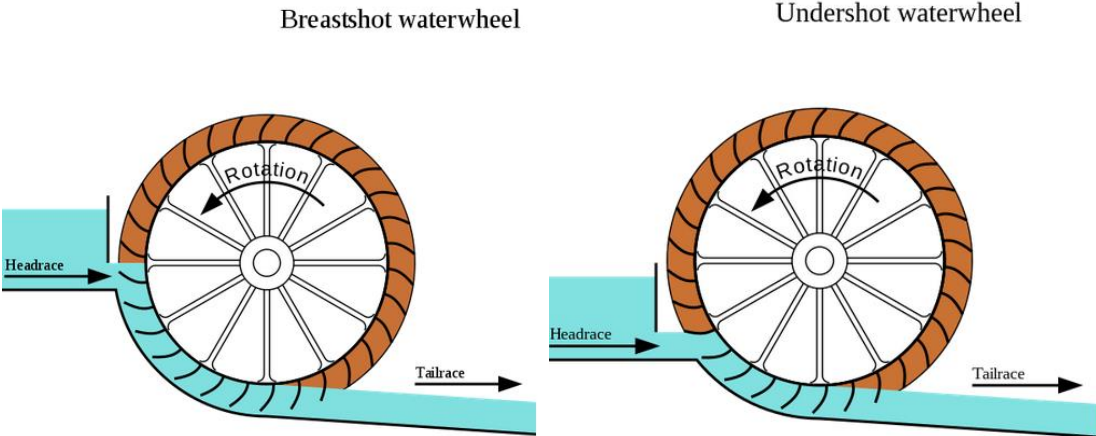 Breastshot waterwheel
Rotation
Headrace
Tailrace
Undershot waterwheel
Rotation
Headrace
Tailrace